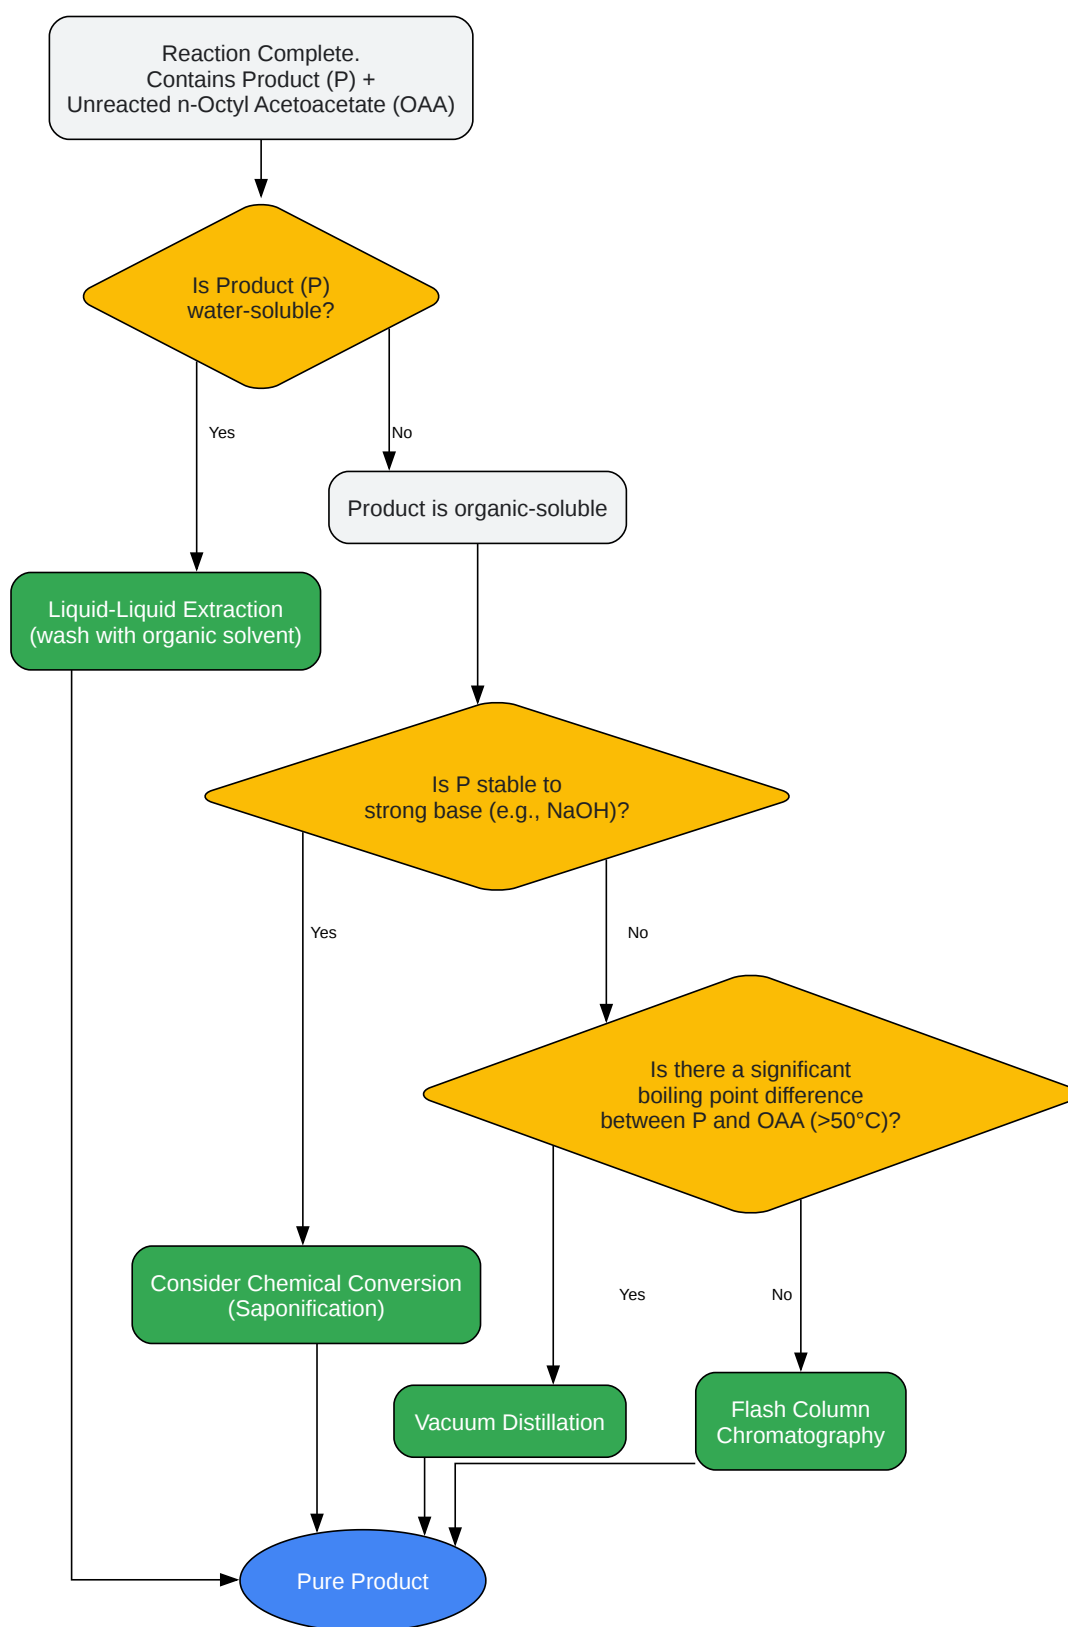 Reaction Complete.
Contains Product (P) +
Unreacted n-Octyl Acetoacetate (OAA)
Is Product (P)
water-soluble?
Yes
No
Product is organic-soluble
Liquid-Liquid Extraction
(wash with organic solvent)
Is P stable to
strong base (e.g., NaOH)?
Yes
No
Is there a significant
boiling point difference
between P and OAA (>50°C)?
Consider Chemical Conversion
(Saponification)
Yes
No
Vacuum Distillation
Flash Column
Chromatography
Pure Product